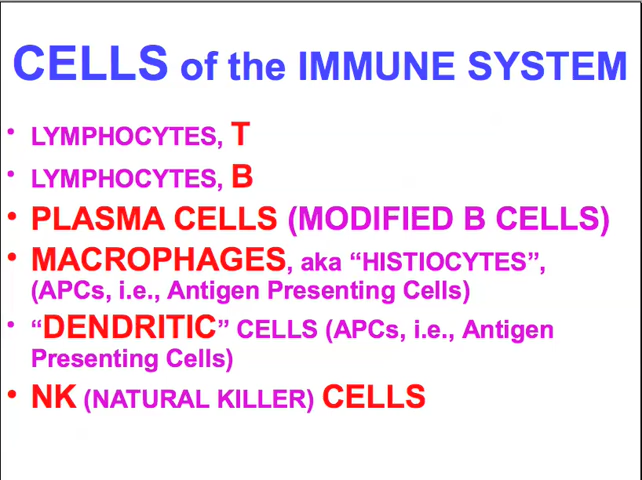 CELLS of the IMMUNE SYSTEM
• LYMPHOCYTES, T
• LYMPHOCYTES, B
• PLASMA CELLS (MODIFIED B CELLS)
• MACROPHAGES, aka “HISTIOCYTES”,
(APCs, i.e., Antigen Presenting Cells)
• “DENDRITIC” CELLS (APCs, i.e., Antigen
Presenting Cells)
• NK (NATURAL KILLER) CELLS